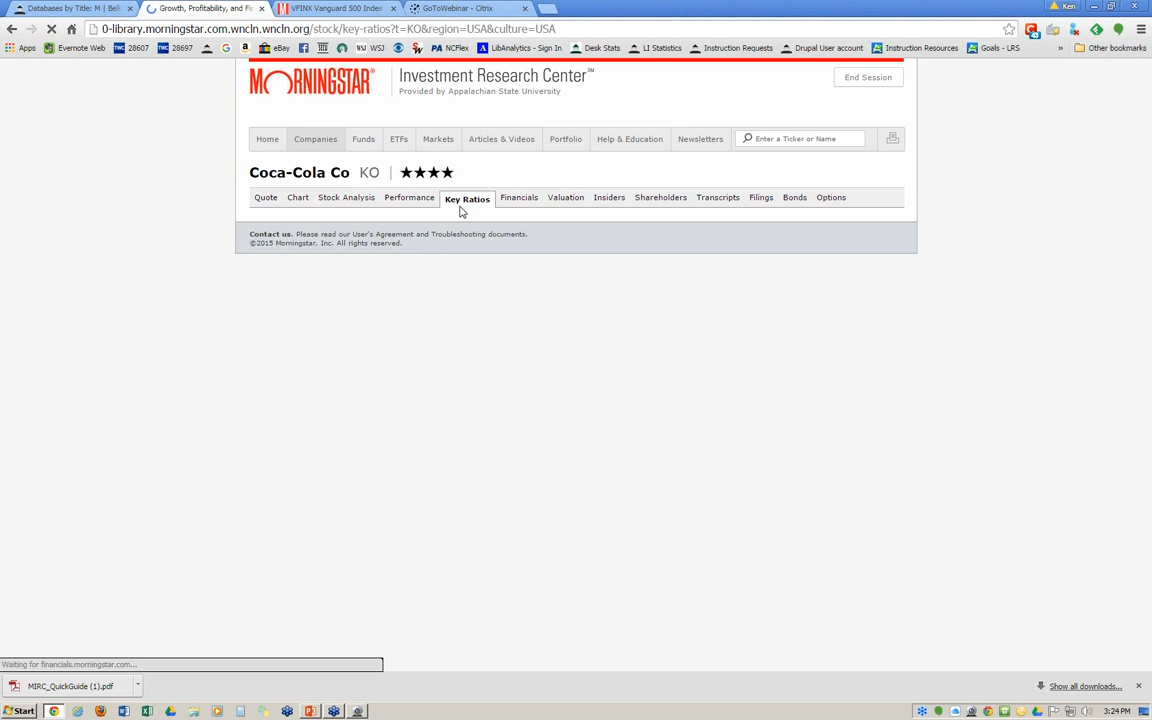 Databases by Title: M | Bel
Growth, Profitability, and Fi
VFINX Vanguard 500 Index
GoToWebinar - Citrix
Ken
0-library.morningstar.com.wncln.wncln.org/stock/key-ratios?t=KO&region=USA&culture=USA
Apps
Evernote Web
28607
28697
eBay
WSJ
NCFlex
LibAnalytics - Sign In
Desk Stats
LI Statistics
Instruction Requests
Drupal User account
Instruction Resources
Goals - LRS
»
Other bookmarks
MORNINGSTAR®
Investment Research Center℠
Provided by Appalachian State University
End Session
Home
Companies
Funds
ETFs
Markets
Articles & Videos
Portfolio
Help & Education
Newsletters
Enter a Ticker or Name
Coca-Cola Co KO | ★★★★
Quote
Chart
Stock Analysis
Performance
Key Ratios
Financials
Valuation
Insiders
Shareholders
Transcripts
Filings
Bonds
Options
Contact us. Please read our User's Agreement and Troubleshooting documents.
©2015 Morningstar, Inc. All rights reserved.
Waiting for financials.morningstar.com...
MIRC_QuickGuide (1).pdf
Show all downloads...
Start
3:24 PM